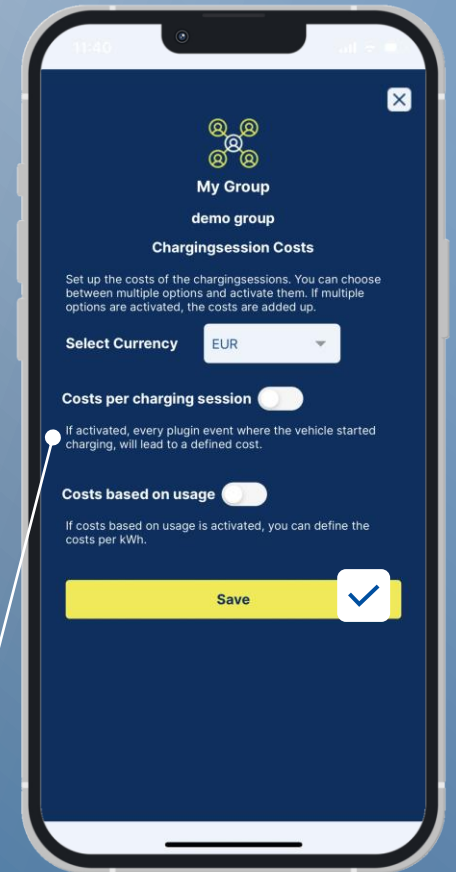 11:40
My Group
demo group
Chargingsession Costs
Set up the costs of the chargingsessions. You can choose
between multiple options and activate them. If multiple
options are activated, the costs are added up.
Select Currency EUR
Costs per charging session
If activated, every plugin event where the vehicle started
charging, will lead to a defined cost.
Costs based on usage
If costs based on usage is activated, you can define the
costs per kWh.
Save